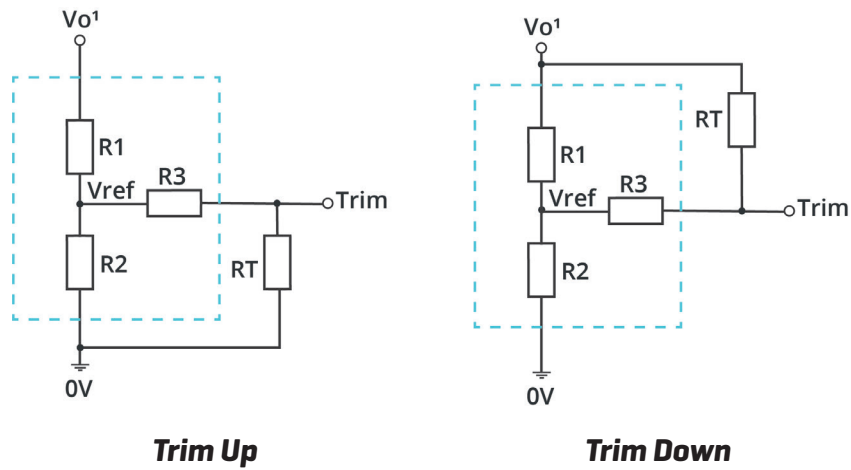 Vo¹
R1
Vref
R3
Trim
R2
RT
0V
Trim Up
Vo¹
RT
R1
Vref
R3
Trim
R2
0V
Trim Down